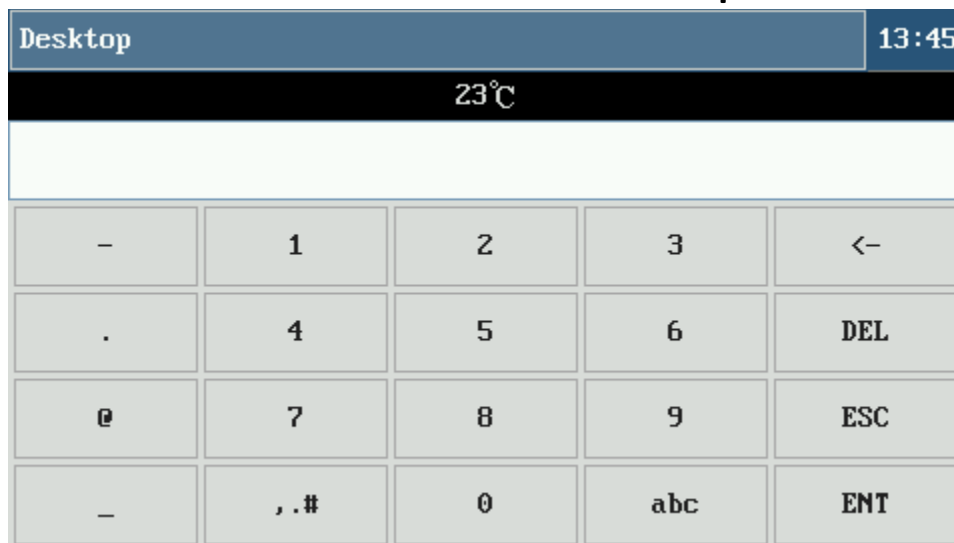 Desktop 13:45
23℃
- 1 2 3 <-
. 4 5 6 DEL
@ 7 8 9 ESC
_ ,.# 0 abc ENT